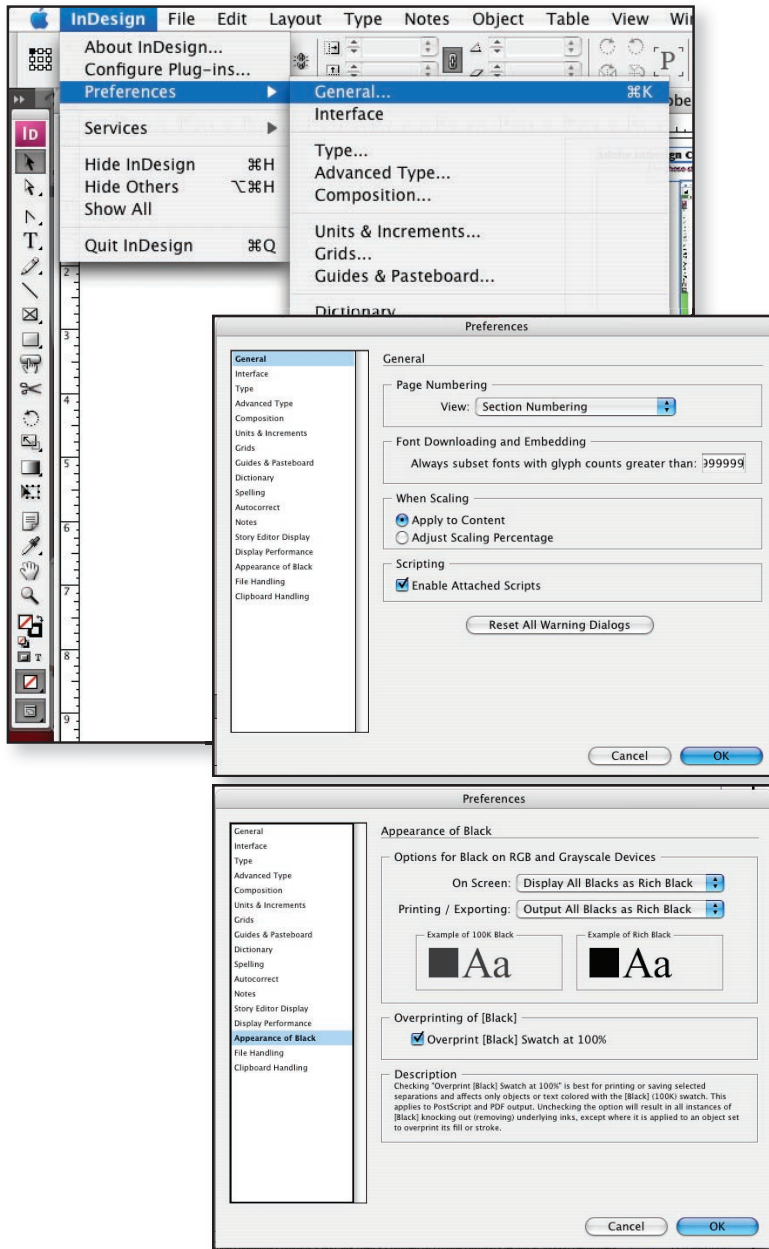 InDesign File Edit Layout Type Notes Object Table View Wi
About InDesign...
Configure Plug-ins...
Preferences
Services
Hide InDesign ⌘H
Hide Others ⌥⌘H
Show All
Quit InDesign ⌘Q
General... ⌘K
Interface
Type...
Advanced Type...
Composition...
Units & Increments...
Grids...
Guides & Pasteboard...
Dictionary
P
ID
T
2
3
4
5
6
7
8
9
T
Preferences
General
Interface
Type
Advanced Type
Composition
Units & Increments
Grids
Guides & Pasteboard
Dictionary
Spelling
Autocorrect
Notes
Story Editor Display
Display Performance
Appearance of Black
File Handling
Clipboard Handling
General
Page Numbering
View: Section Numbering
Font Downloading and Embedding
Always subset fonts with glyph counts greater than: 999999
When Scaling
Apply to Content
Adjust Scaling Percentage
Scripting
Enable Attached Scripts
Reset All Warning Dialogs
Cancel OK
Preferences
General
Interface
Type
Advanced Type
Composition
Units & Increments
Grids
Guides & Pasteboard
Dictionary
Spelling
Autocorrect
Notes
Story Editor Display
Display Performance
Appearance of Black
File Handling
Clipboard Handling
Appearance of Black
Options for Black on RGB and Grayscale Devices
On Screen: Display All Blacks as Rich Black
Printing / Exporting: Output All Blacks as Rich Black
Example of 100K Black
Aa
Example of Rich Black
Aa
Overprinting of [Black]
Overprint [Black] Swatch at 100%
Description
Checking "Overprint [Black] Swatch at 100%" is best for printing or saving selected
separations and affects only objects or text colored with the [Black] (100K) swatch. This
applies to PostScript and PDF output. Unchecking the option will result in all instances of
[Black] knocking out (removing) underlying inks, except where it is applied to an object set
to overprint its fill or stroke.
Cancel OK